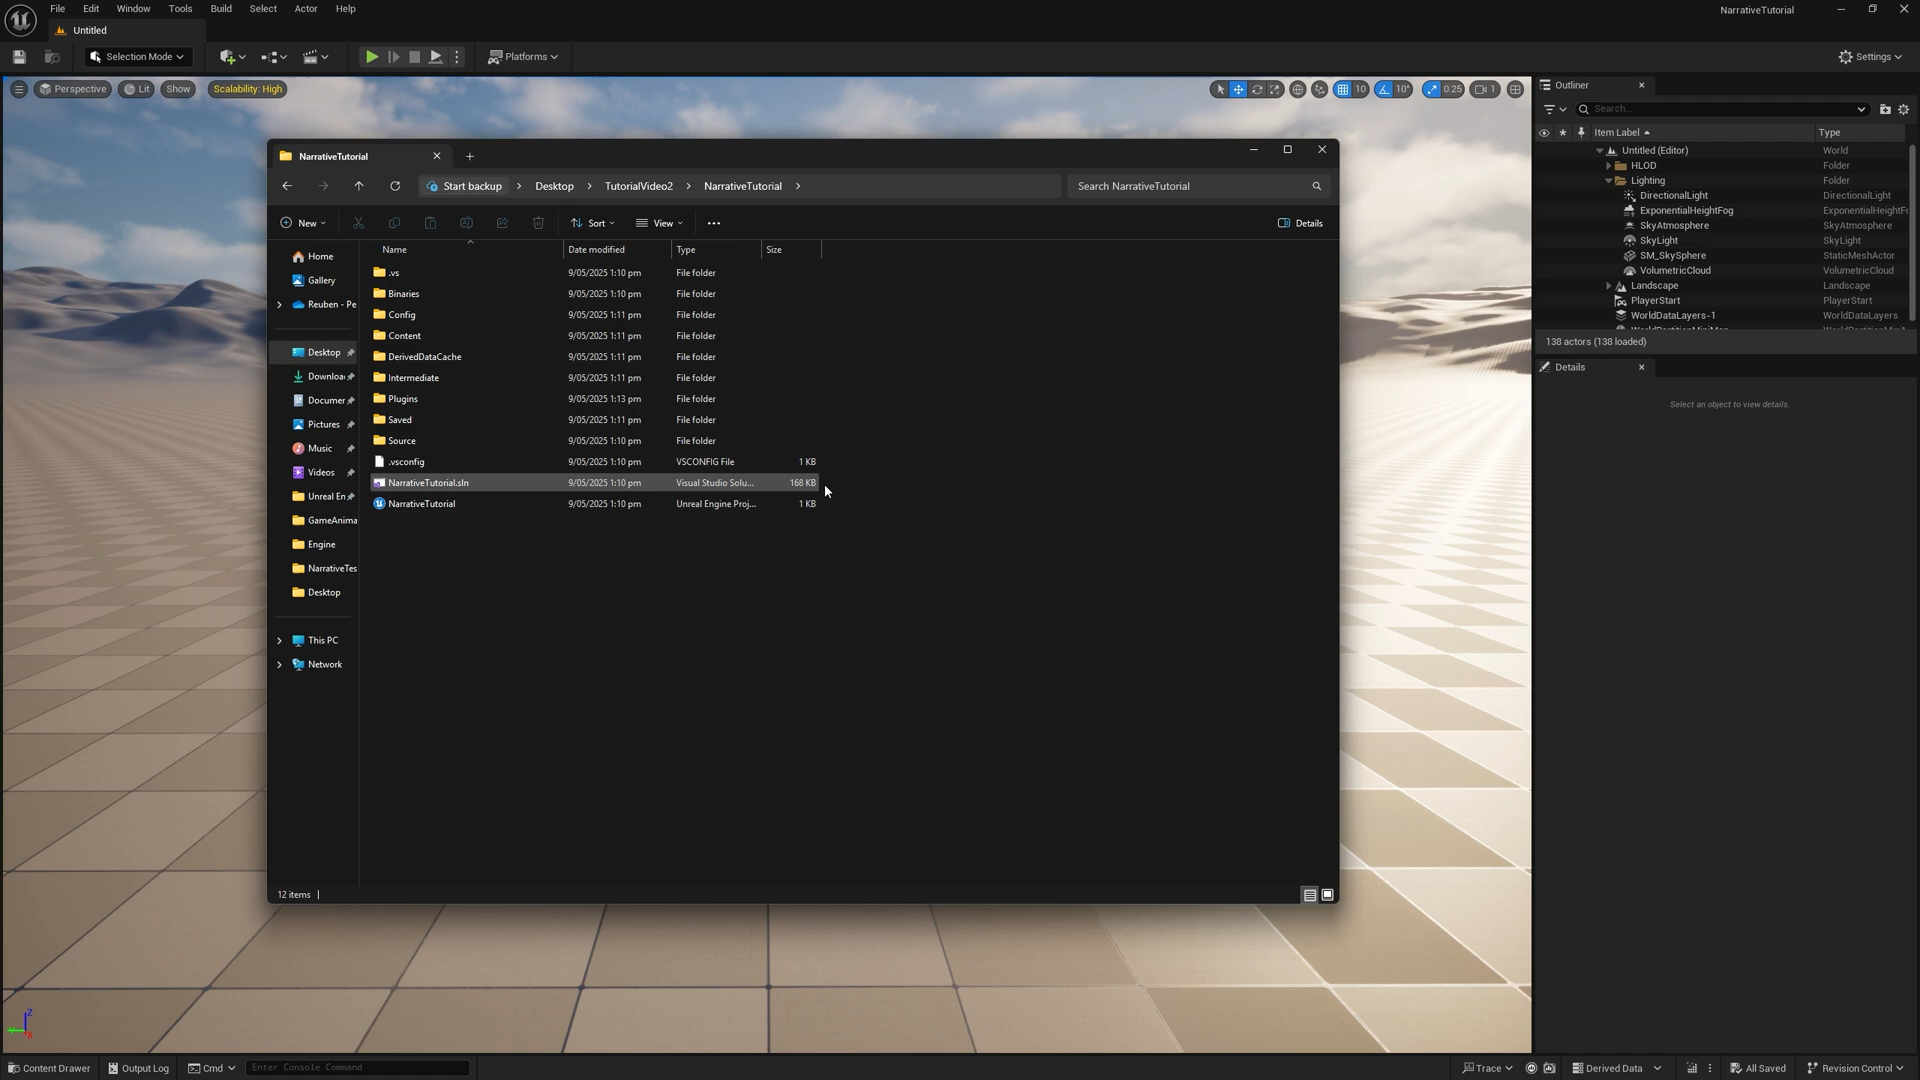 File Edit Window Tools Build Select Actor Help
NarrativeTutorial
Untitled
Selection Mode
Platforms
Settings
Perspective Lit Show Scalability: High
10 10° 0.25 1
Outliner
Search...
Item Label Type
Untitled (Editor) World
HLOD Folder
Lighting Folder
DirectionalLight DirectionalLight
ExponentialHeightFog ExponentialHeightFo
SkyAtmosphere SkyAtmosphere
SkyLight SkyLight
SM_SkySphere StaticMeshActor
VolumetricCloud VolumetricCloud
Landscape Landscape
PlayerStart PlayerStart
WorldDataLayers-1 WorldDataLayers
138 actors (138 loaded)
Details
Select an object to view details.
NarrativeTutorial
Start backup Desktop TutorialVideo2 NarrativeTutorial
Search NarrativeTutorial
New Sort View Details
Home
Gallery
Reuben - Pe
Desktop
Downloa
Documer
Pictures
Music
Videos
Unreal En
GameAnima
Engine
NarrativeTes
Desktop
This PC
Network
Name Date modified Type Size
.vs 9/05/2025 1:10 pm File folder
Binaries 9/05/2025 1:10 pm File folder
Config 9/05/2025 1:11 pm File folder
Content 9/05/2025 1:11 pm File folder
DerivedDataCache 9/05/2025 1:11 pm File folder
Intermediate 9/05/2025 1:11 pm File folder
Plugins 9/05/2025 1:13 pm File folder
Saved 9/05/2025 1:11 pm File folder
Source 9/05/2025 1:10 pm File folder
.vsconfig 9/05/2025 1:10 pm VSCONFIG File 1 KB
NarrativeTutorial.sln 9/05/2025 1:10 pm Visual Studio Solu... 168 KB
NarrativeTutorial 9/05/2025 1:10 pm Unreal Engine Proj... 1 KB
12 items
Z
X
Content Drawer Output Log Cmd Enter Console Command
Trace Derived Data All Saved Revision Control